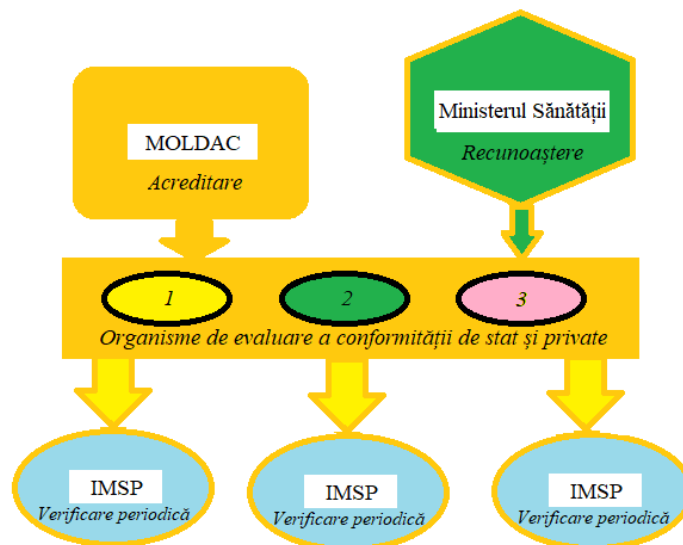 MOLDAC
Acreditare
Ministerul Sănătății
Recunoaștere
1
2
3
Organisme de evaluare a conformității de stat și private
IMSP
Verificare periodică
IMSP
Verificare periodică
IMSP
Verificare periodică